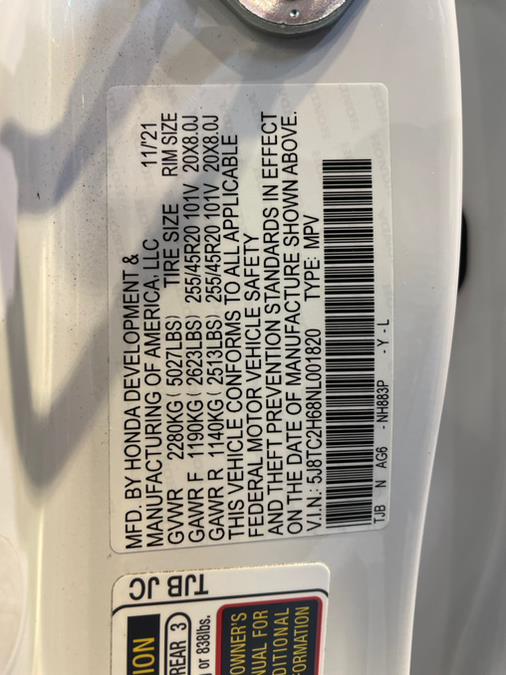 MFD. BY HONDA DEVELOPMENT &
MANUFACTURING OF AMERICA, LLC 11/'21
GVWR 2280KG ( 5027LBS) TIRE SIZE RIM SIZE
GAWR F 1190KG ( 2623LBS) 255/45R20 101V 20X8.0J
GAWR R 1140KG ( 2513LBS) 255/45R20 101V 20X8.0J
THIS VEHICLE CONFORMS TO ALL APPLICABLE
FEDERAL MOTOR VEHICLE SAFETY
AND THEFT PREVENTION STANDARDS IN EFFECT
ON THE DATE OF MANUFACTURE SHOWN ABOVE.
V.I.N.: 5J8TC2H66NL001820 TYPE: MPV
TJB N AG6 - NH883P - Y - L
TJB JC
ION
REAR 3
or 838lbs.
OWNER'S
NUAL FOR
DITIONAL
FORMATION